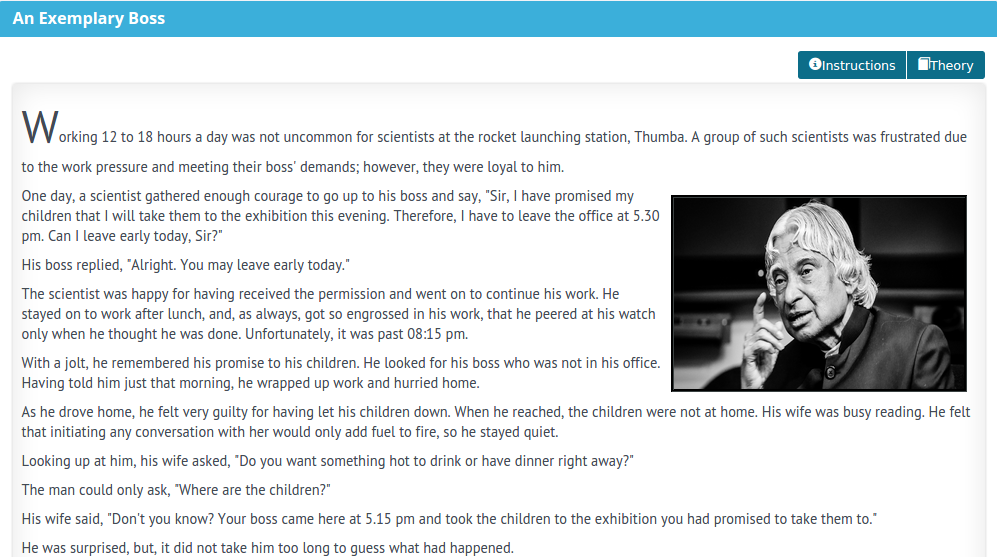 An Exemplary Boss
Instructions
Theory
Working 12 to 18 hours a day was not uncommon for scientists at the rocket launching station, Thumba. A group of such scientists was frustrated due
to the work pressure and meeting their boss' demands; however, they were loyal to him.
One day, a scientist gathered enough courage to go up to his boss and say, "Sir, I have promised my
children that I will take them to the exhibition this evening. Therefore, I have to leave the office at 5.30
pm. Can I leave early today, Sir?"
His boss replied, "Alright. You may leave early today."
The scientist was happy for having received the permission and went on to continue his work. He
stayed on to work after lunch, and, as always, got so engrossed in his work, that he peered at his watch
only when he thought he was done. Unfortunately, it was past 08:15 pm.
With a jolt, he remembered his promise to his children. He looked for his boss who was not in his office.
Having told him just that morning, he wrapped up work and hurried home.
As he drove home, he felt very guilty for having let his children down. When he reached, the children were not at home. His wife was busy reading. He felt
that initiating any conversation with her would only add fuel to fire, so he stayed quiet.
Looking up at him, his wife asked, "Do you want something hot to drink or have dinner right away?"
The man could only ask, "Where are the children?"
His wife said, "Don't you know? Your boss came here at 5.15 pm and took the children to the exhibition you had promised to take them to."
He was surprised, but, it did not take him too long to guess what had happened.